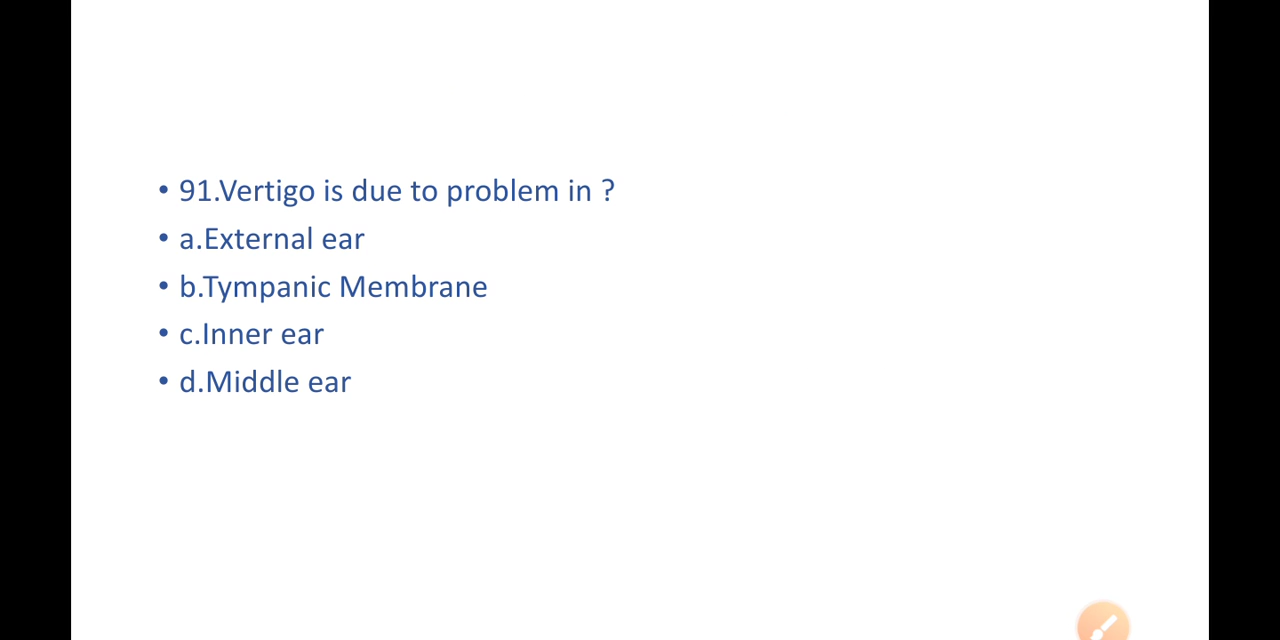 • 91.Vertigo is due to problem in ?
• a.External ear
• b.Tympanic Membrane
• c.Inner ear
• d.Middle ear